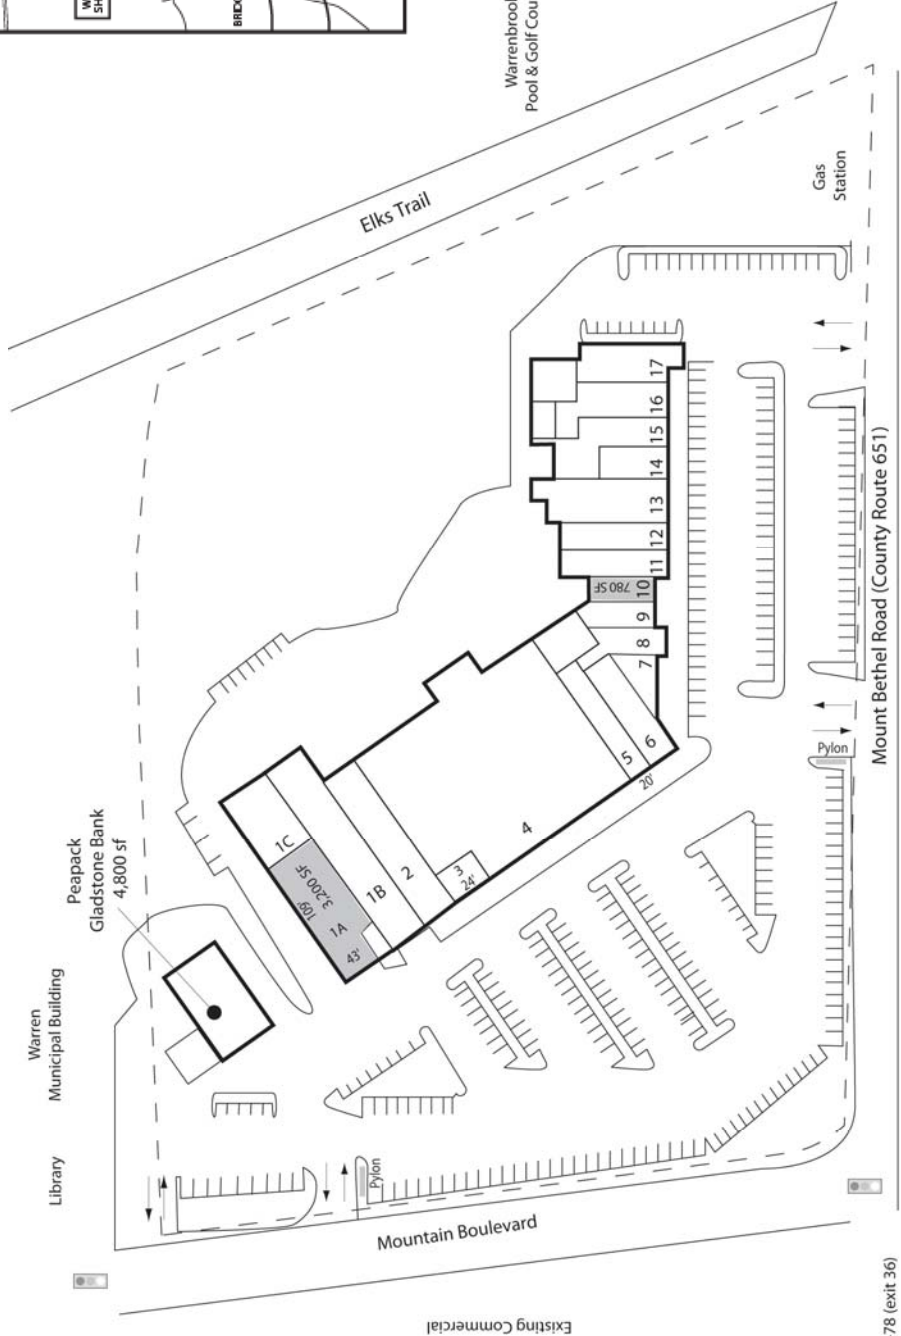 W
SH
BRIX
Warrenbrook
Pool & Golf Cou
Elks Trail
Gas
Station
Peapack
Gladstone Bank
4,800 sf
Warren
Municipal Building
Library
1C
3,200 SF
109'
1A
43'
1B
2
3
24'
4
5
20'
6
7
8
9
10
780 SF
11
12
13
14
15
16
17
Pylon
Mount Bethel Road (County Route 651)
Pylon
Mountain Boulevard
Existing Commercial
78 (exit 36)